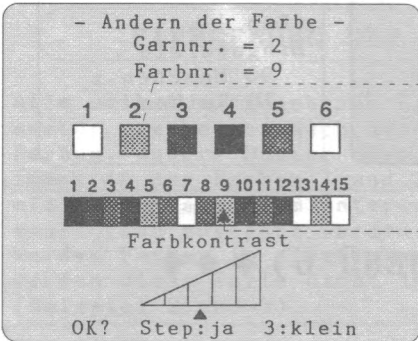 - Andern der Farbe -
Garnnr. = 2
Farbnr. = 9
1 2 3 4 5 6
1 2 3 4 5 6 7 8 9 10 11 12 13 14 15
Farbkontrast
OK? Step:ja 3:klein